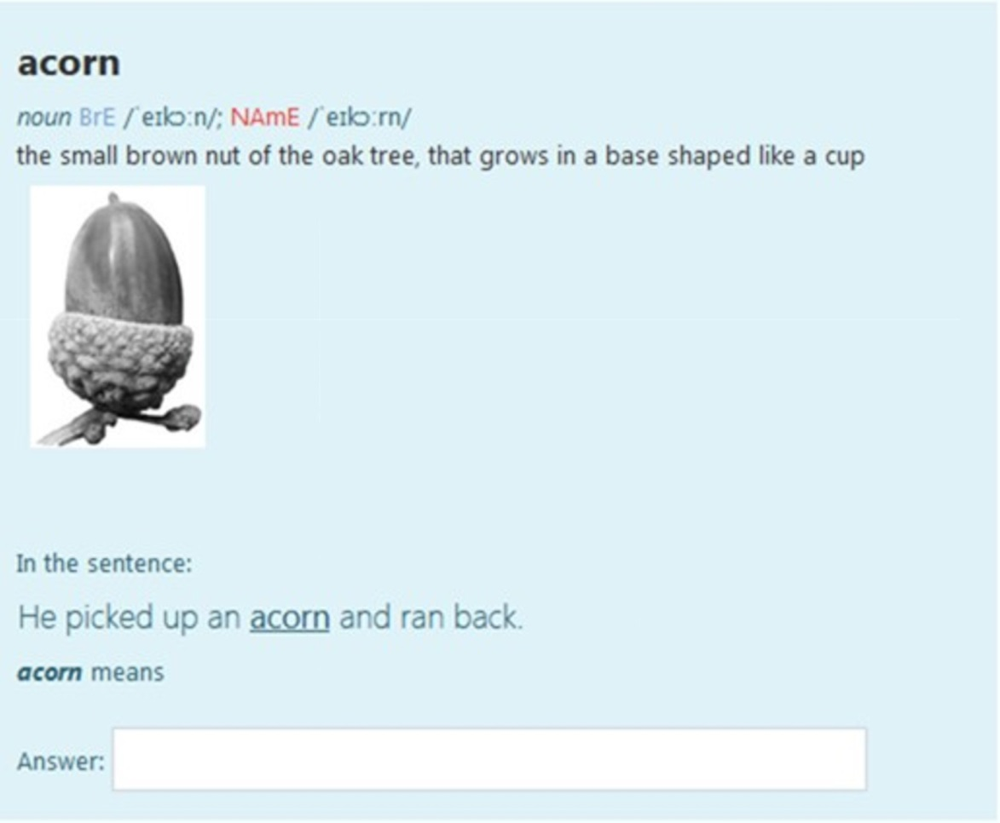 acorn
noun BrE /ˈeɪkɔːn/; NAmE /ˈeɪkɔːrn/
the small brown nut of the oak tree, that grows in a base shaped like a cup
In the sentence:
He picked up an acorn and ran back.
acorn means
Answer: